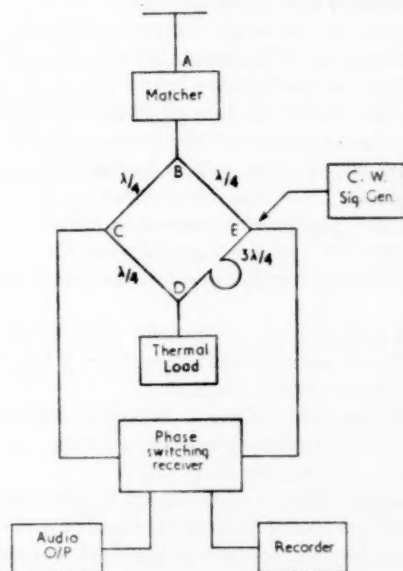 A
Matcher
λ/4
λ/4
B
C. W.
Sig. Gen.
C
E
λ/4
3λ/4
D
Thermal
Load
Phase
switching
receiver
Audio
O/P
Recorder